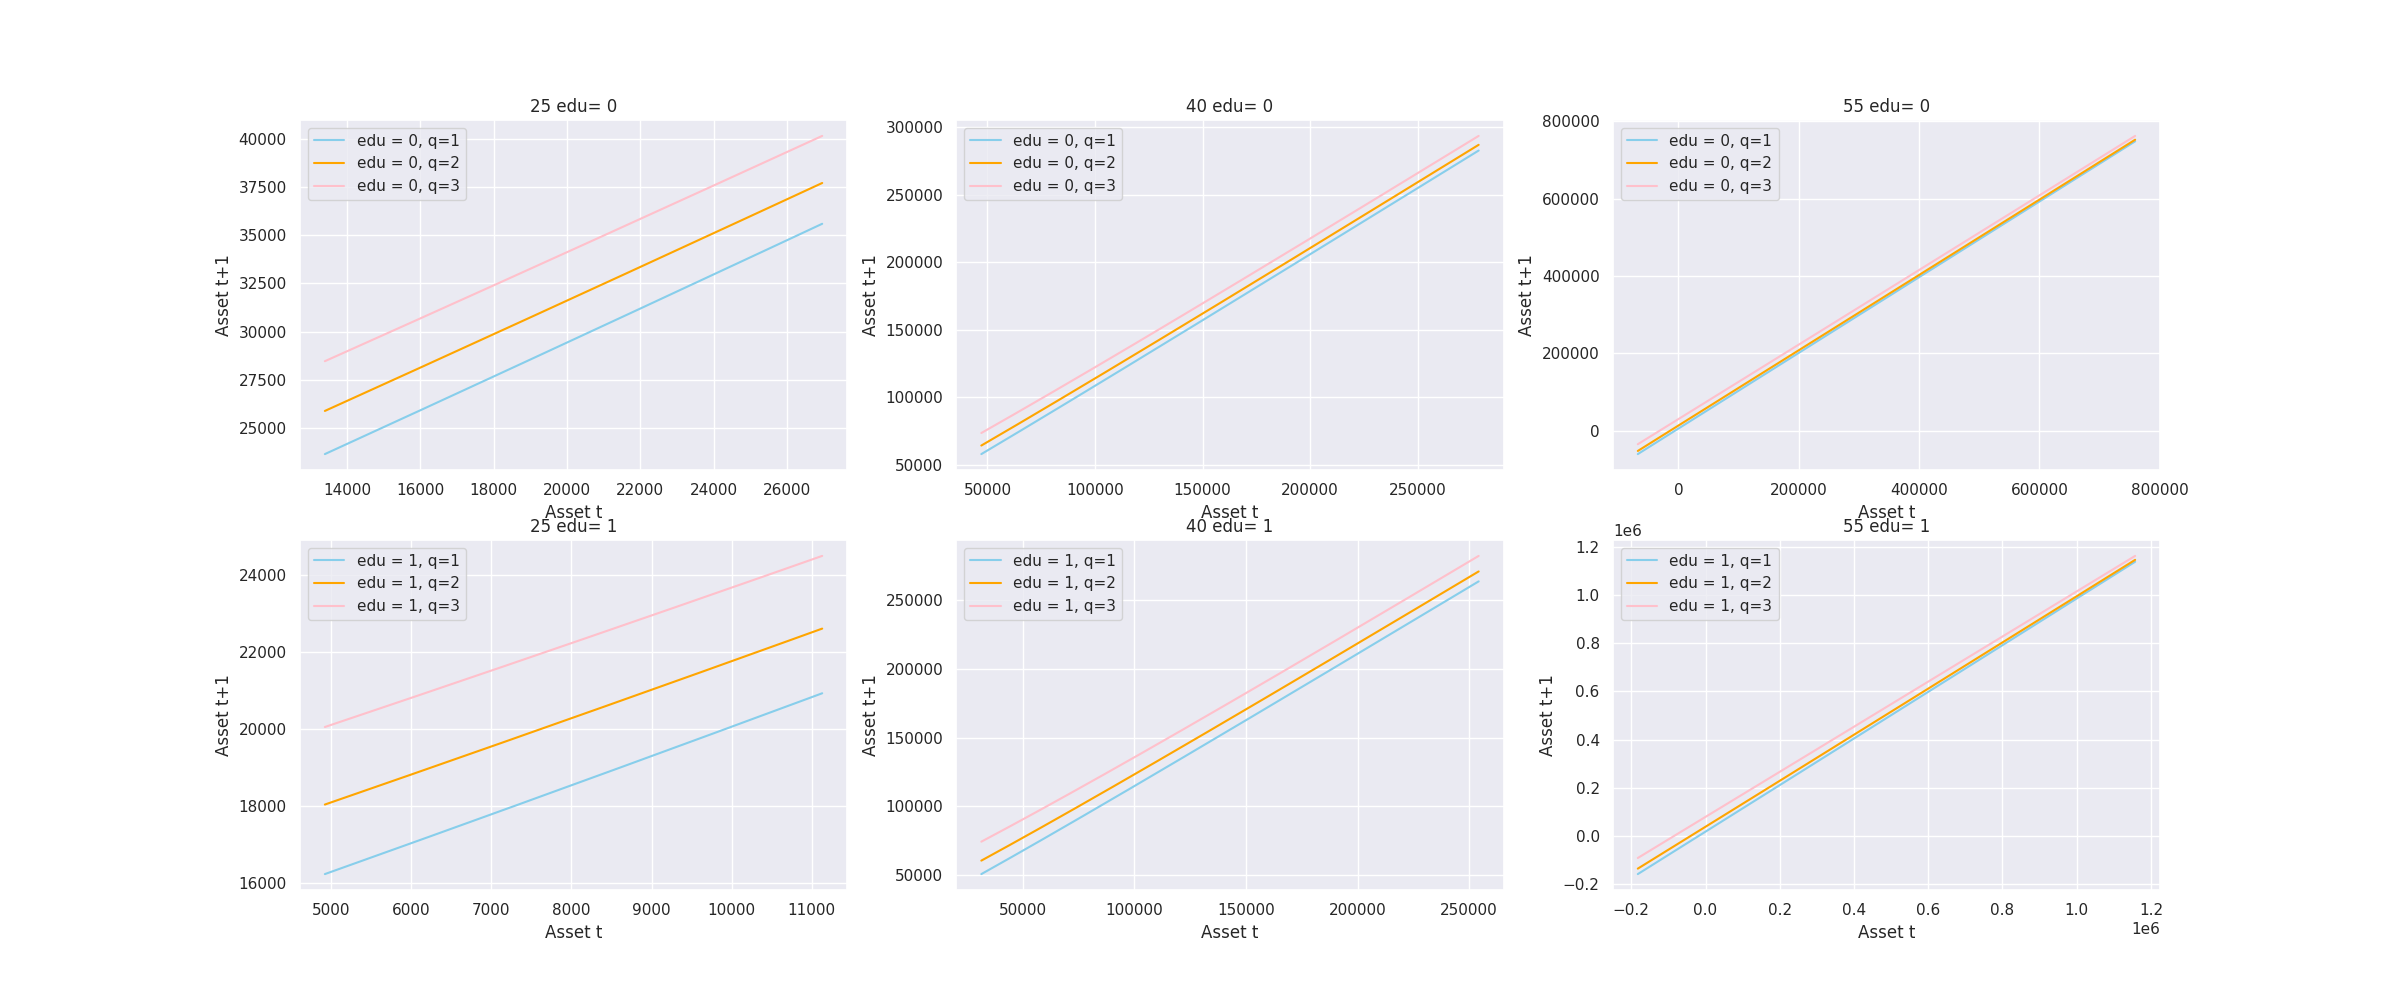 25 edu= 0
40000
37500
35000
32500
30000
27500
25000
Asset t+1
edu = 0, q=1
edu = 0, q=2
edu = 0, q=3
14000 16000 18000 20000 22000 24000 26000
Asset t
40 edu= 0
300000
250000
200000
150000
100000
50000
Asset t+1
edu = 0, q=1
edu = 0, q=2
edu = 0, q=3
50000 100000 150000 200000 250000
Asset t
55 edu= 0
800000
600000
400000
200000
0
Asset t+1
edu = 0, q=1
edu = 0, q=2
edu = 0, q=3
0 200000 400000 600000 800000
Asset t
25 edu= 1
24000
22000
20000
18000
16000
Asset t+1
edu = 1, q=1
edu = 1, q=2
edu = 1, q=3
5000 6000 7000 8000 9000 10000 11000
Asset t
40 edu= 1
250000
200000
150000
100000
50000
Asset t+1
edu = 1, q=1
edu = 1, q=2
edu = 1, q=3
50000 100000 150000 200000 250000
Asset t
55 edu= 1
1e6
1.2
1.0
0.8
0.6
0.4
0.2
0.0
−0.2
Asset t+1
edu = 1, q=1
edu = 1, q=2
edu = 1, q=3
−0.2 0.0 0.2 0.4 0.6 0.8 1.0 1.2
1e6
Asset t